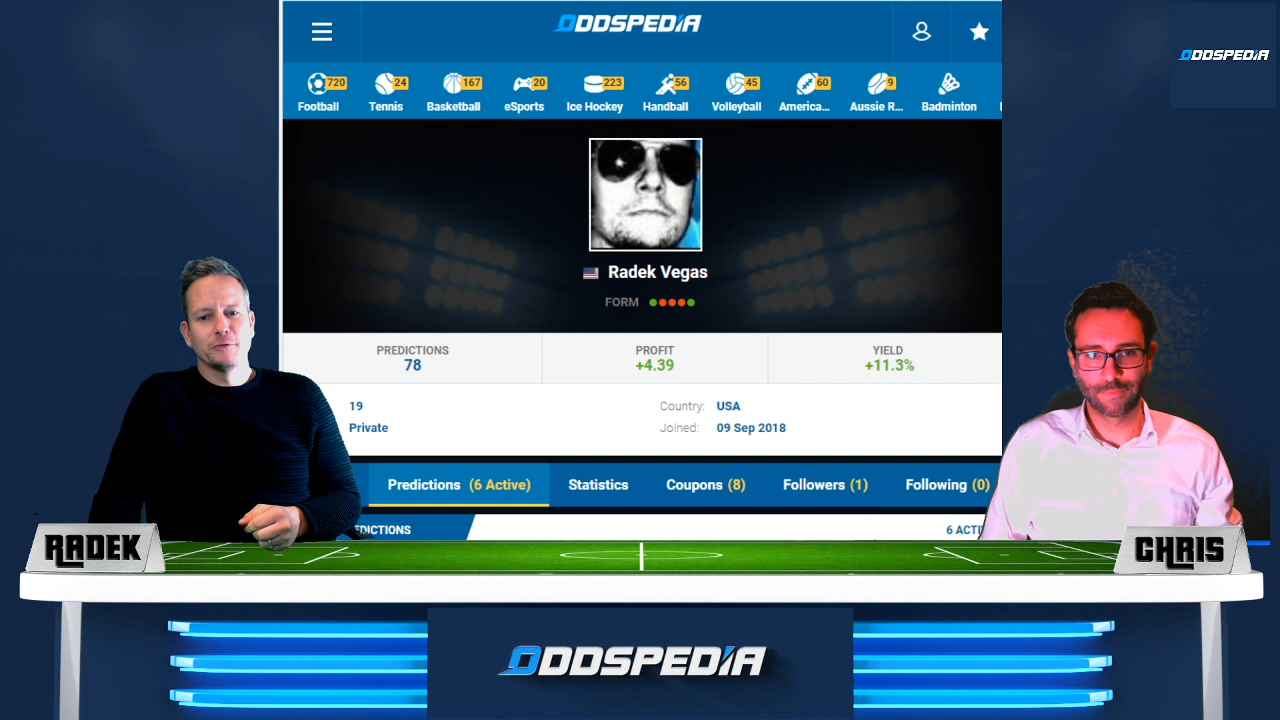 ODDSPEDIA
ODDSPEDIA
720 24 167 20 223 56 45 60 9
Football Tennis Basketball eSports Ice Hockey Handball Volleyball America... Aussie R... Badminton
Radek Vegas
FORM
PREDICTIONS PROFIT YIELD
78 +4.39 +11.3%
19 Country: USA
Private Joined: 09 Sep 2018
Predictions (6 Active) Statistics Coupons (8) Followers (1) Following (0)
EDICTIONS 6 ACTI
RADEK CHRIS
ODDSPEDIA